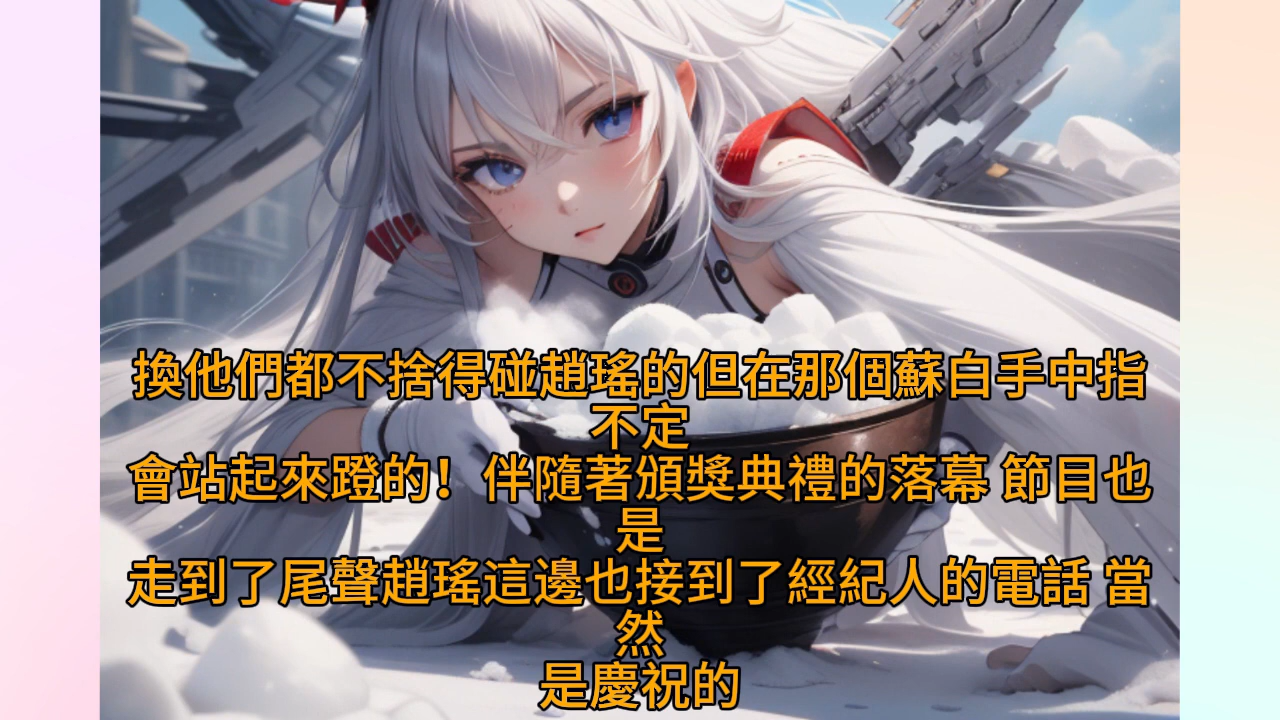 換他們都不捨得碰趙瑤的但在那個蘇白手中指
不定
會站起來蹬的！伴隨著頒獎典禮的落幕 節目也
是
走到了尾聲趙瑤這邊也接到了經紀人的電話 當
然
是慶祝的